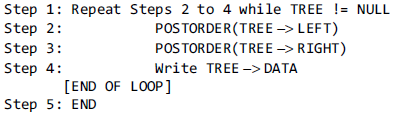 Step 1: Repeat Steps 2 to 4 while TREE != NULL
Step 2: POSTORDER(TREE —> LEFT)
Step 3: POSTORDER(TREE —> RIGHT)
Step 4: Write TREE —> DATA
[END OF LOOP]
Step 5: END